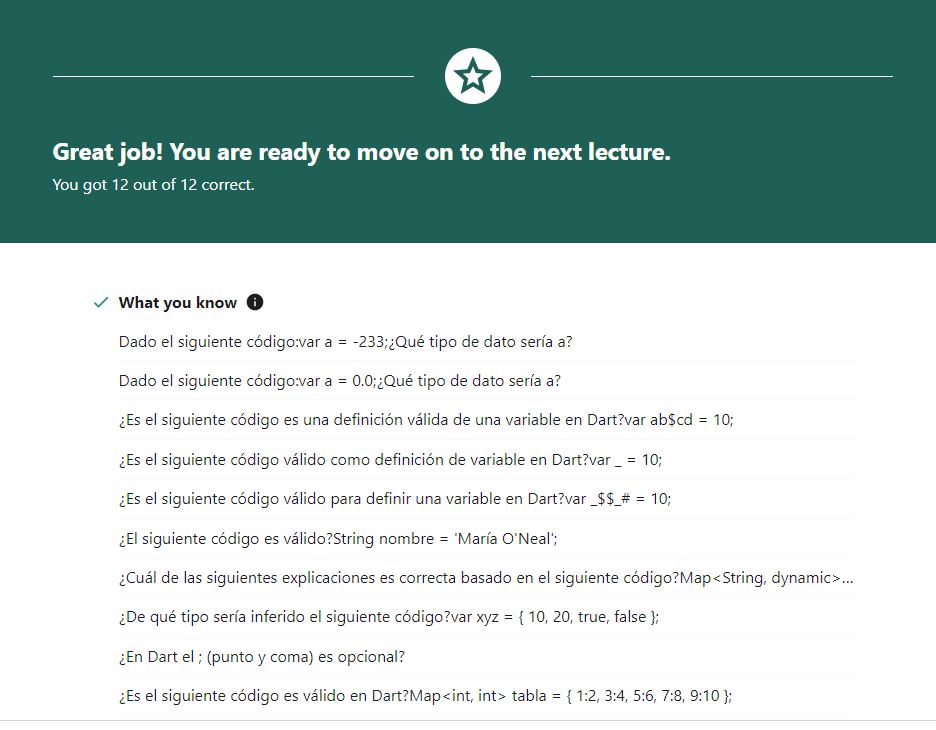 Great job! You are ready to move on to the next lecture.
You got 12 out of 12 correct.
What you know
Dado el siguiente código:var a = -233;¿Qué tipo de dato sería a?
Dado el siguiente código:var a = 0.0;¿Qué tipo de dato sería a?
¿Es el siguiente código es una definición válida de una variable en Dart?var ab$cd = 10;
¿Es el siguiente código válido como definición de variable en Dart?var _ = 10;
¿Es el siguiente código válido para definir una variable en Dart?var _$$_# = 10;
¿El siguiente código es válido?String nombre = 'María O'Neal';
¿Cuál de las siguientes explicaciones es correcta basado en el siguiente código?Map<String, dynamic>...
¿De qué tipo sería inferido el siguiente código?var xyz = { 10, 20, true, false };
¿En Dart el ; (punto y coma) es opcional?
¿Es el siguiente código es válido en Dart?Map<int, int> tabla = { 1:2, 3:4, 5:6, 7:8, 9:10 };